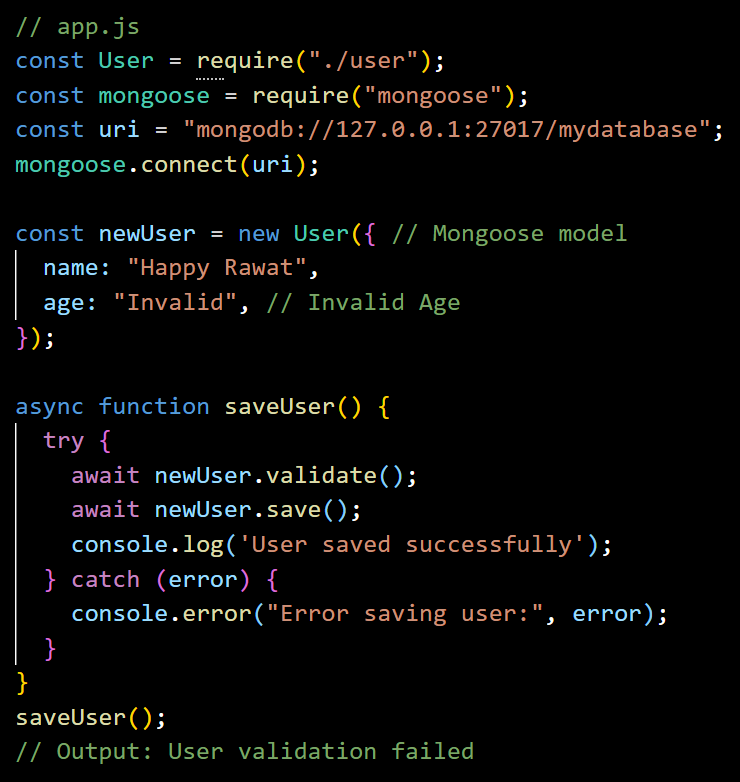 // app.js
const User = require("./user");
const mongoose = require("mongoose");
const uri = "mongodb://127.0.0.1:27017/mydatabase";
mongoose.connect(uri);

const newUser = new User({ // Mongoose model
  name: "Happy Rawat",
  age: "Invalid", // Invalid Age
});

async function saveUser() {
  try {
    await newUser.validate();
    await newUser.save();
    console.log('User saved successfully');
  } catch (error) {
    console.error("Error saving user:", error);
  }
}
saveUser();
// Output: User validation failed